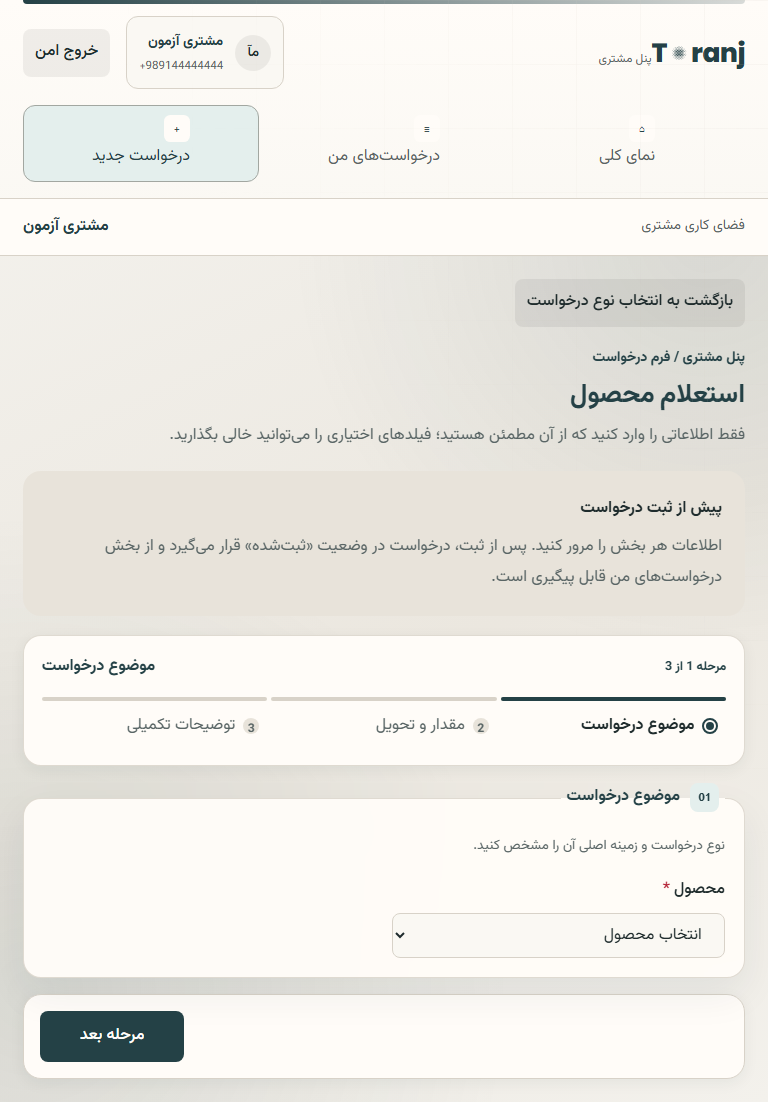 T ranj پنل مشتری
مآ
مشتری آزمون
+989144444444
خروج امن
⌂
نمای کلی
≡
درخواست‌های من
+
درخواست جدید
فضای کاری مشتری
مشتری آزمون
بازگشت به انتخاب نوع درخواست
پنل مشتری / فرم درخواست
استعلام محصول
فقط اطلاعاتی را وارد کنید که از آن مطمئن هستید؛ فیلدهای اختیاری را می‌توانید خالی بگذارید.
پیش از ثبت درخواست
اطلاعات هر بخش را مرور کنید. پس از ثبت، درخواست در وضعیت «ثبت‌شده» قرار می‌گیرد و از بخش
درخواست‌های من قابل پیگیری است.
مرحله 1 از 3
موضوع درخواست
موضوع درخواست
2 مقدار و تحویل
3 توضیحات تکمیلی
01 موضوع درخواست
نوع درخواست و زمینه اصلی آن را مشخص کنید.
محصول *
انتخاب محصول
مرحله بعد